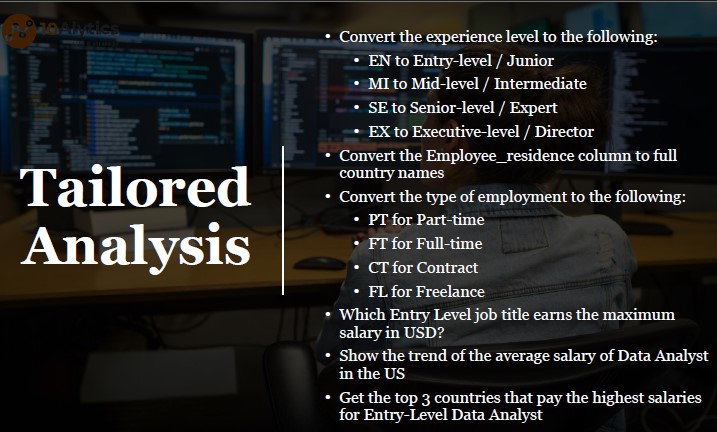 10Alytics
Tailored
Analysis
• Convert the experience level to the following:
• EN to Entry-level / Junior
• MI to Mid-level / Intermediate
• SE to Senior-level / Expert
• EX to Executive-level / Director
• Convert the Employee_residence column to full
country names
• Convert the type of employment to the following:
• PT for Part-time
• FT for Full-time
• CT for Contract
• FL for Freelance
• Which Entry Level job title earns the maximum
salary in USD?
• Show the trend of the average salary of Data Analyst
in the US
• Get the top 3 countries that pay the highest salaries
for Entry-Level Data Analyst